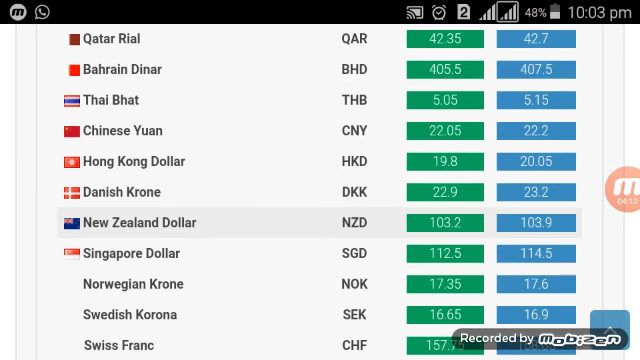 2 48% 10:03 pm
Qatar Rial QAR 42.35 42.7
Bahrain Dinar BHD 405.5 407.5
Thai Bhat THB 5.05 5.15
Chinese Yuan CNY 22.05 22.2
Hong Kong Dollar HKD 19.8 20.05
Danish Krone DKK 22.9 23.2
04:13
New Zealand Dollar NZD 103.2 103.9
Singapore Dollar SGD 112.5 114.5
Norwegian Krone NOK 17.35 17.6
Swedish Korona SEK 16.65 16.9
Recorded by mobizen
Swiss Franc CHF